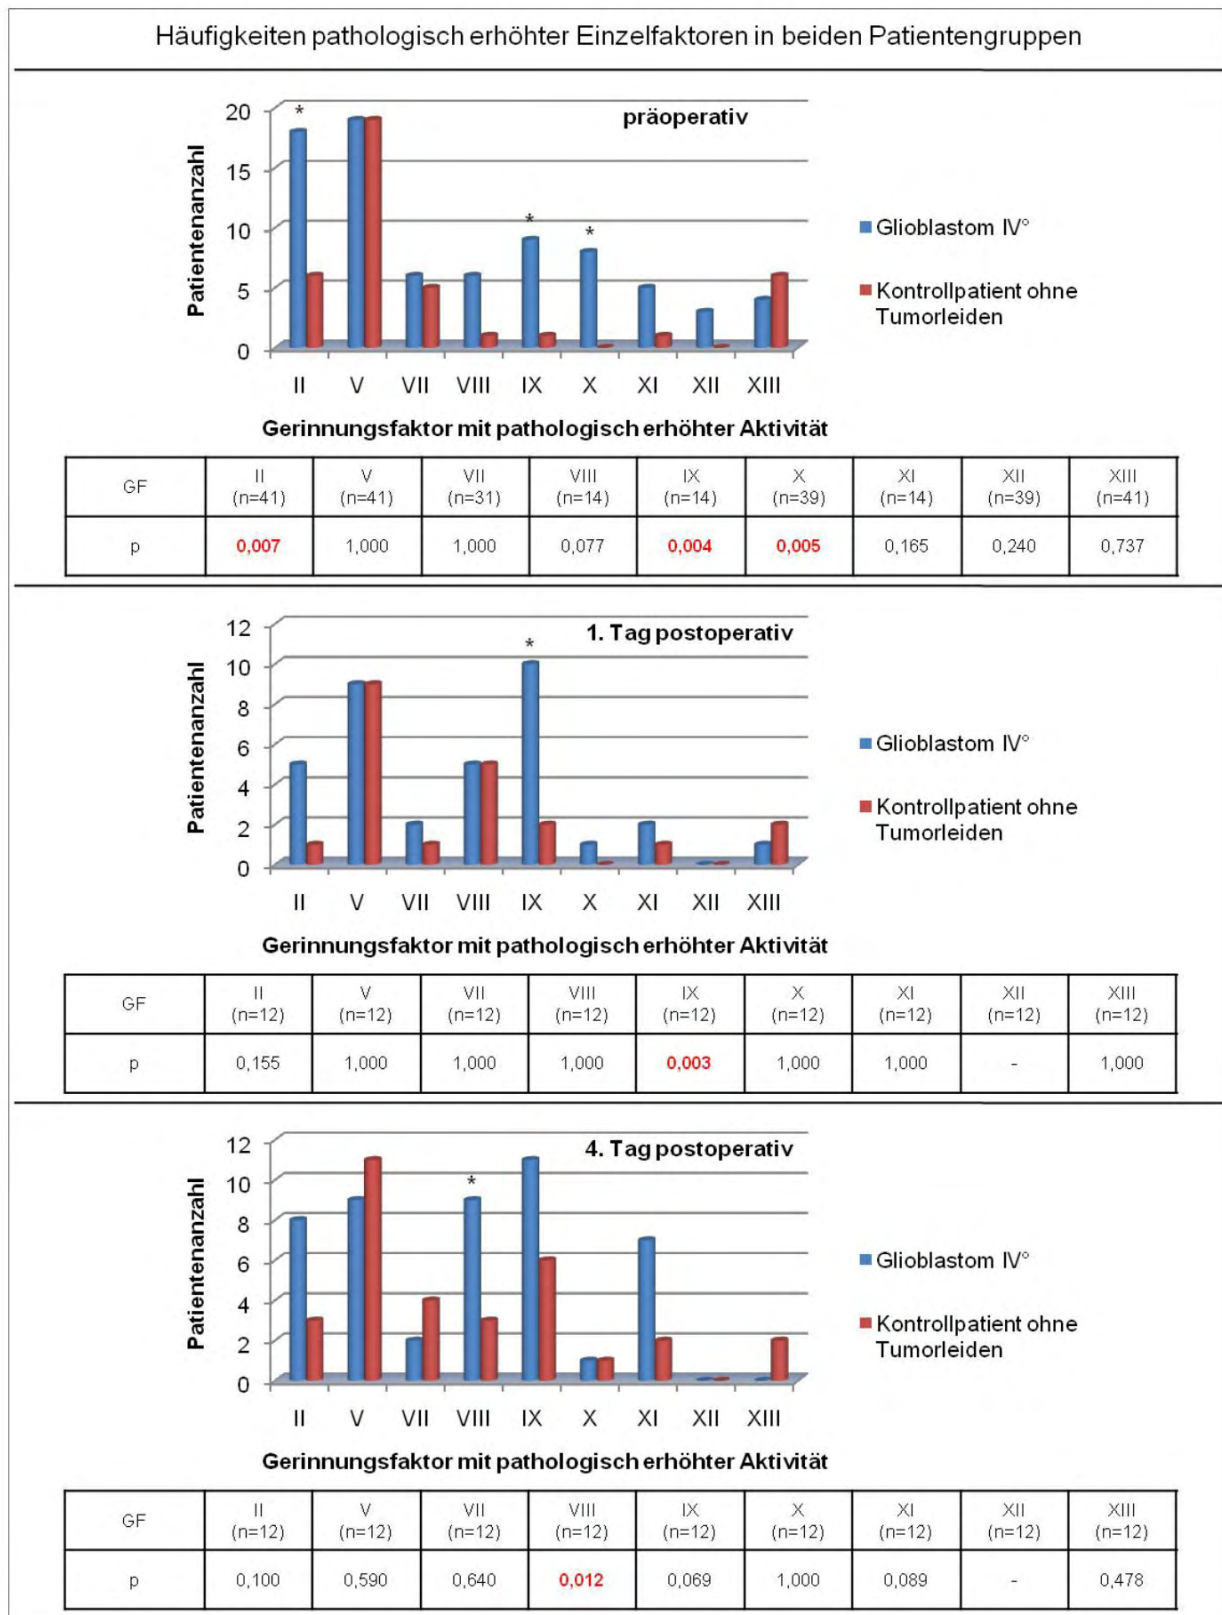 Häufigkeiten pathologisch erhöhter Einzelfaktoren in beiden Patientengruppen
präoperativ
Patientenanzahl
20
15
10
5
0
*
*
*
II V VII VIII IX X XI XII XIII
Gerinnungsfaktor mit pathologisch erhöhter Aktivität
Glioblastom IV°
Kontrollpatient ohne
Tumorleiden
GF II V VII VIII IX X XI XII XIII
(n=41) (n=41) (n=31) (n=14) (n=14) (n=39) (n=14) (n=39) (n=41)
p 0,007 1,000 1,000 0,077 0,004 0,005 0,165 0,240 0,737
1. Tag postoperativ
Patientenanzahl
12
10
8
6
4
2
0
*
II V VII VIII IX X XI XII XIII
Gerinnungsfaktor mit pathologisch erhöhter Aktivität
Glioblastom IV°
Kontrollpatient ohne
Tumorleiden
GF II V VII VIII IX X XI XII XIII
(n=12) (n=12) (n=12) (n=12) (n=12) (n=12) (n=12) (n=12) (n=12)
p 0,155 1,000 1,000 1,000 0,003 1,000 1,000 - 1,000
4. Tag postoperativ
Patientenanzahl
12
10
8
6
4
2
0
*
II V VII VIII IX X XI XII XIII
Gerinnungsfaktor mit pathologisch erhöhter Aktivität
Glioblastom IV°
Kontrollpatient ohne
Tumorleiden
GF II V VII VIII IX X XI XII XIII
(n=12) (n=12) (n=12) (n=12) (n=12) (n=12) (n=12) (n=12) (n=12)
p 0,100 0,590 0,640 0,012 0,069 1,000 0,089 - 0,478